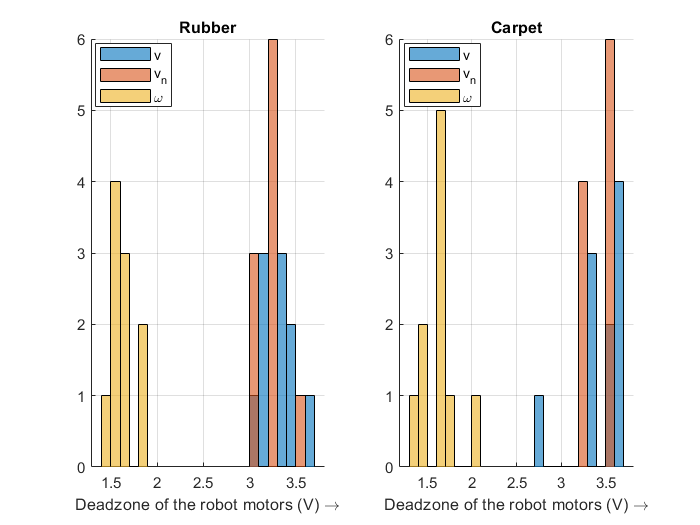 Rubber
v
vn
ω
6
5
4
3
2
1
0
1.5 2 2.5 3 3.5
Deadzone of the robot motors (V) →
Carpet
v
vn
ω
6
5
4
3
2
1
0
1.5 2 2.5 3 3.5
Deadzone of the robot motors (V) →